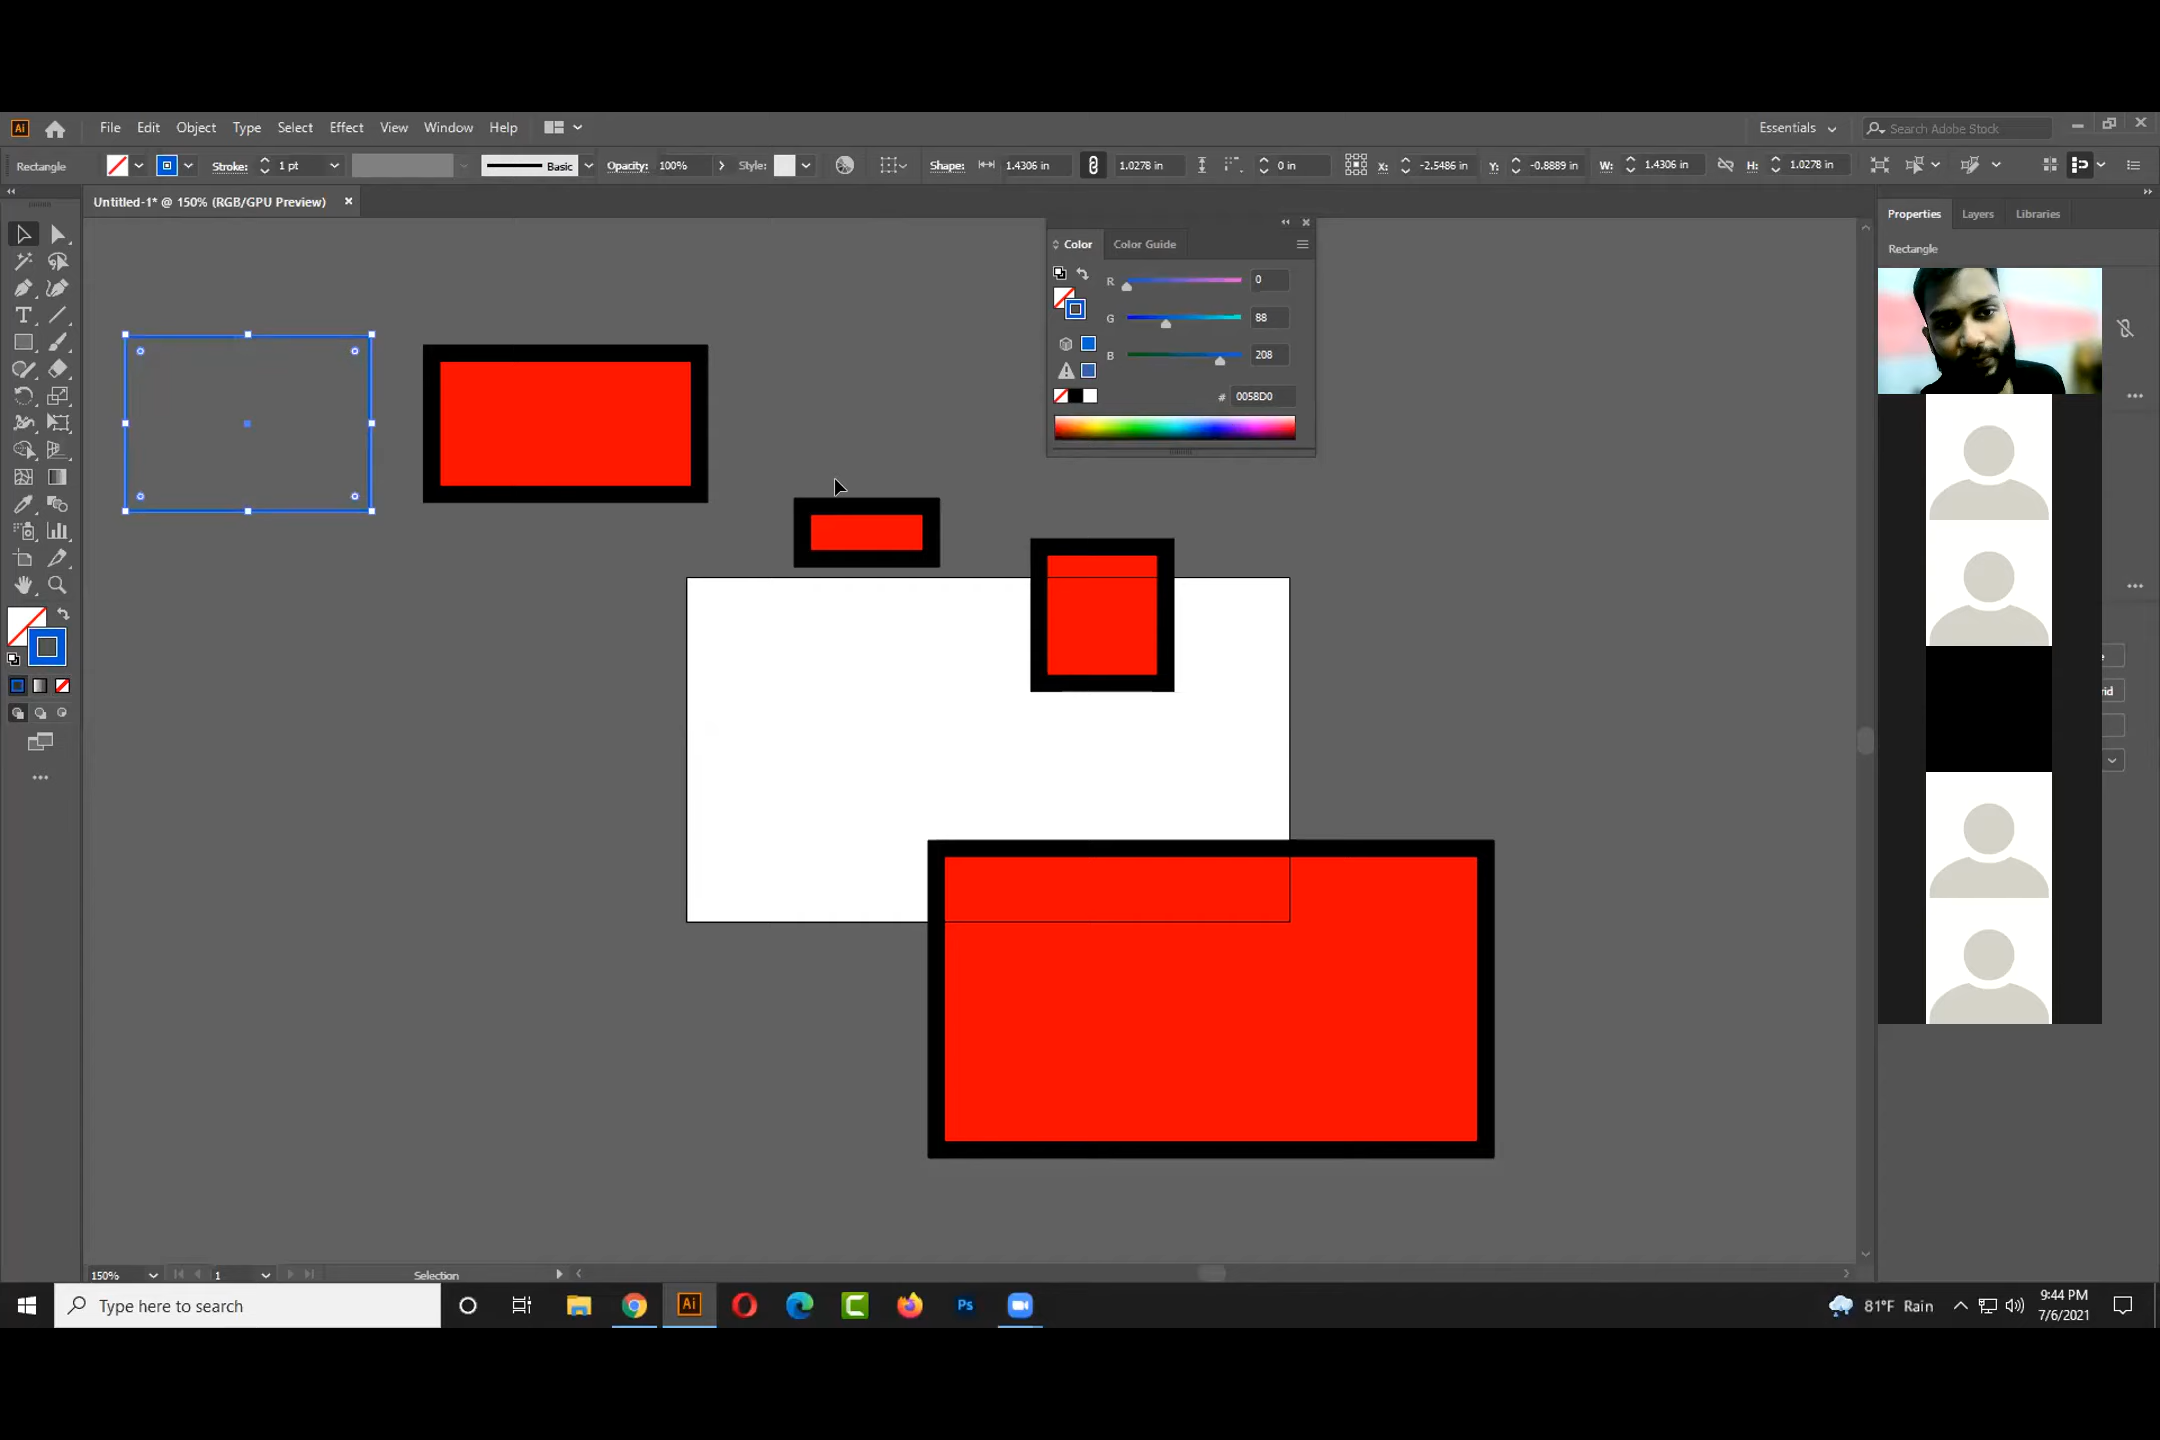 Ai File Edit Object Type Select Effect View Window Help Essentials Search Adobe Stock
Rectangle Stroke: 1 pt Basic Opacity: 100% Style: Shape: 1.4306 in 1.0278 in 0 in X: -2.5486 in Y: -0.8889 in W: 1.4306 in H: 1.0278 in
Untitled-1* @ 150% (RGB/GPU Preview)
Properties Layers Libraries
Rectangle
Color Color Guide
R 0
G 88
B 208
# 0058D0
T
e
rid
150% 1 Selection
Type here to search Ai Ps 81°F Rain 9:44 PM
7/6/2021